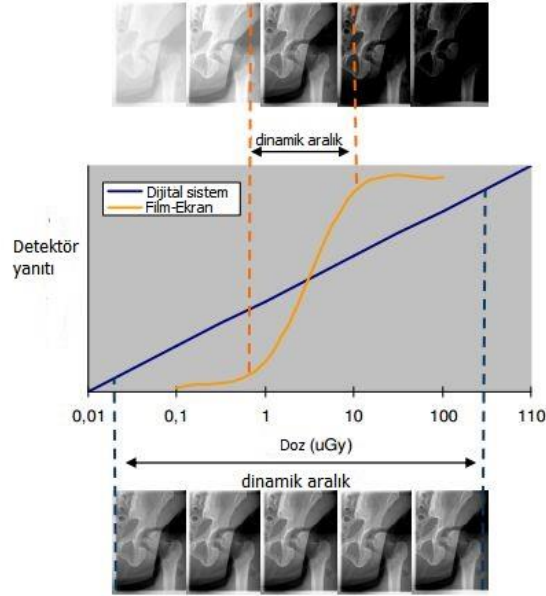 dinamik aralık
Dijital sistem
Film-Ekran
Detektör
yanıtı
0,01 0,1 1 10 100 110
Doz (uGy)
dinamik aralık